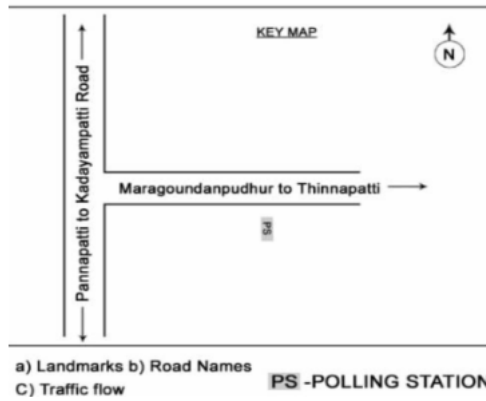 KEY MAP
N
Pannapatti to Kadayampatti Road
Maragoundanpudhur to Thinnapatti
PS
a) Landmarks b) Road Names
C) Traffic flow
PS -POLLING STATION